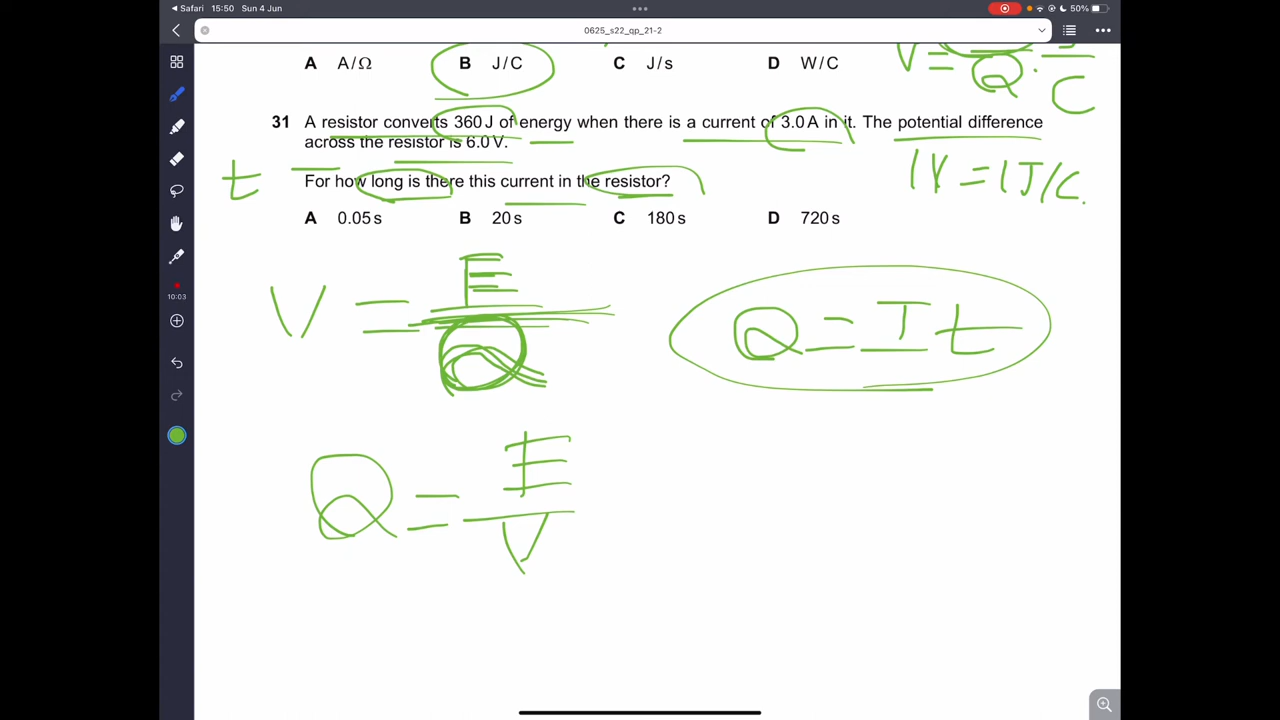 Safari 15:50 Sun 4 Jun 50%
0625_s22_qp_21-2
A A/Ω B J/C C J/s D W/C
V = Q C
31 A resistor converts 360 J of energy when there is a current of 3.0 A in it. The potential difference
across the resistor is 6.0 V.
1V = 1J/C.
t
For how long is there this current in the resistor?
A 0.05 s B 20 s C 180 s D 720 s
V = E / Q
Q = I t
10:03
Q = E / V